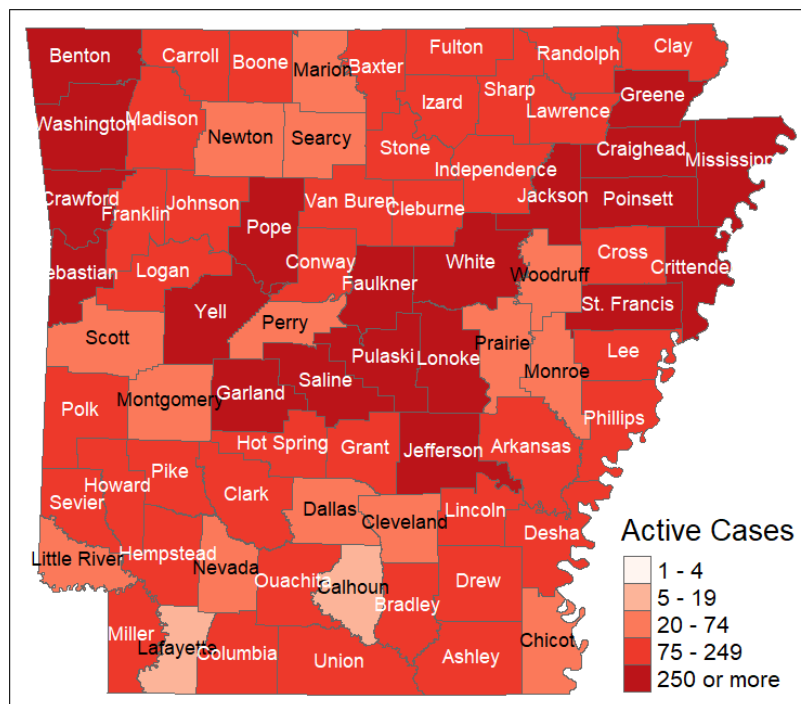 Benton
Carroll
Boone
Marion
Baxter
Fulton
Randolph
Clay
Sharp
Izard
Greene
Lawrence
Washington
Madison
Newton
Searcy
Stone
Independence
Craighead
Mississipp
Jackson
Poinsett
Crawford
Franklin
Johnson
Pope
Van Buren
Cleburne
Conway
White
Woodruff
Cross
Crittende
ebastian
Logan
Faulkner
Yell
Perry
St. Francis
Scott
Pulaski
Lonoke
Prairie
Lee
Saline
Monroe
Montgomery
Garland
Polk
Phillips
Hot Spring
Grant
Jefferson
Arkansas
Pike
Howard
Sevier
Clark
Dallas
Cleveland
Lincoln
Desha
Little River
Hempstead
Nevada
Ouachita
Calhoun
Bradley
Drew
Miller
Lafayette
Columbia
Union
Ashley
Chicot
Active Cases
1 - 4
5 - 19
20 - 74
75 - 249
250 or more